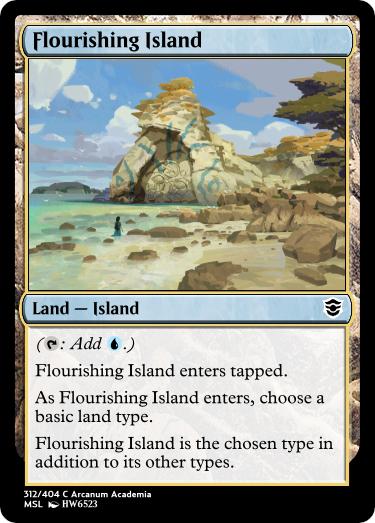 Flourishing Island
Land — Island
(: Add .)
Flourishing Island enters tapped.
As Flourishing Island enters, choose a
basic land type.
Flourishing Island is the chosen type in
addition to its other types.
312/404 C Arcanum Academia
MSL HW6523